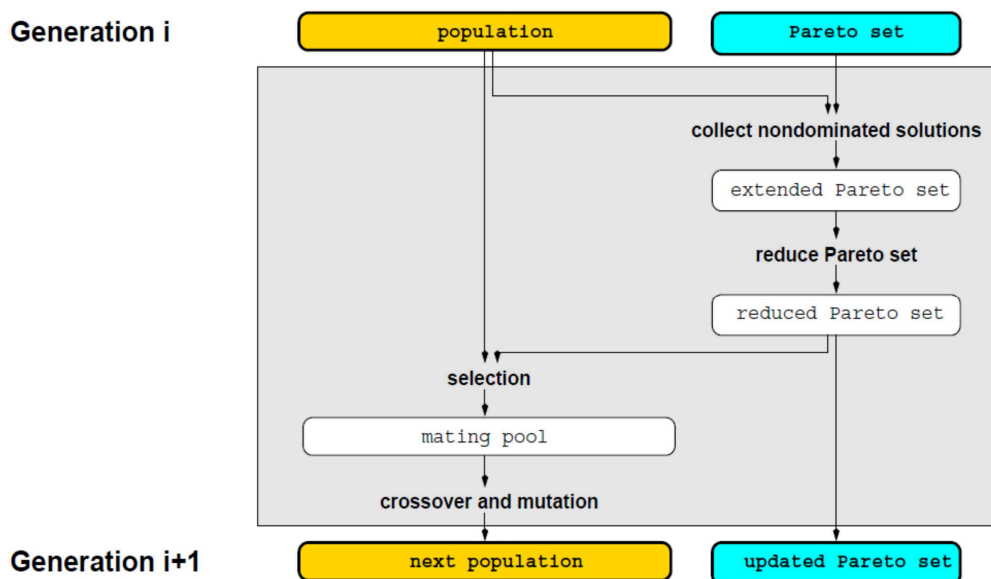 Generation i
population
Pareto set
collect nondominated solutions
extended Pareto set
reduce Pareto set
reduced Pareto set
selection
mating pool
crossover and mutation
Generation i+1
next population
updated Pareto set